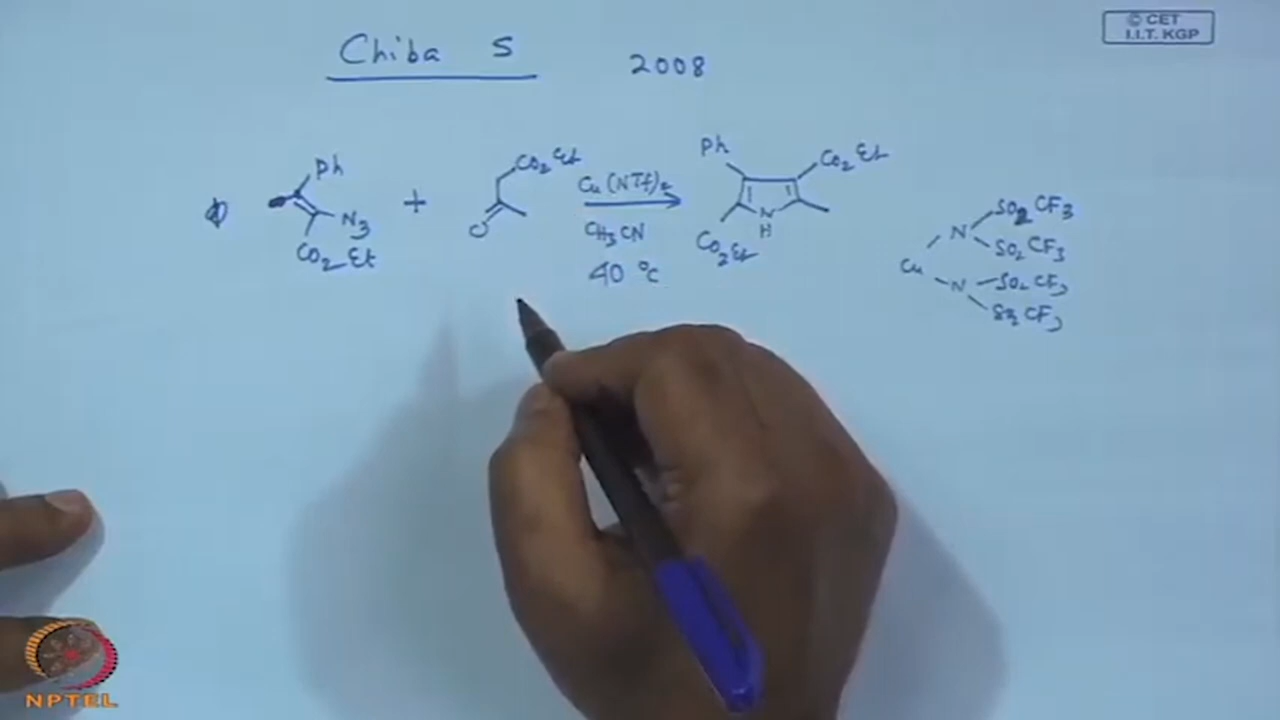 © CET
I.I.T. KGP
Chiba S 2008
Ph
N3
CO2Et
+
CO2Et
O
Cu(NTf)2
CH3CN
40 °C
Ph
CO2Et
N
H
CO2Et
Cu
N
SO2CF3
SO2CF3
N
SO2CF3
SO2CF3
NPTEL